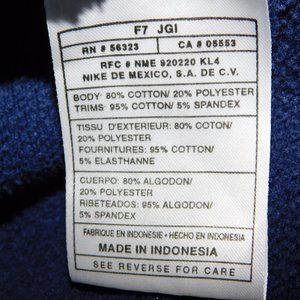 F7 JGI
RN # 56323 CA # 05553
RFC # NME 920220 KL4
NIKE DE MEXICO, S.A. DE C.V.
BODY: 80% COTTON/ 20% POLYESTER
TRIMS: 95% COTTON/ 5% SPANDEX
TISSU D'EXTERIEUR: 80% COTON/
20% POLYESTER
FOURNITURES: 95% COTON/
5% ELASTHANNE
CUERPO: 80% ALGODON/
20% POLYESTER
RIBETEADOS: 95% ALGODON/
5% SPANDEX
FABRIQUE EN INDONESIE • HECHO EN INDONESIA
MADE IN INDONESIA
SEE REVERSE FOR CARE